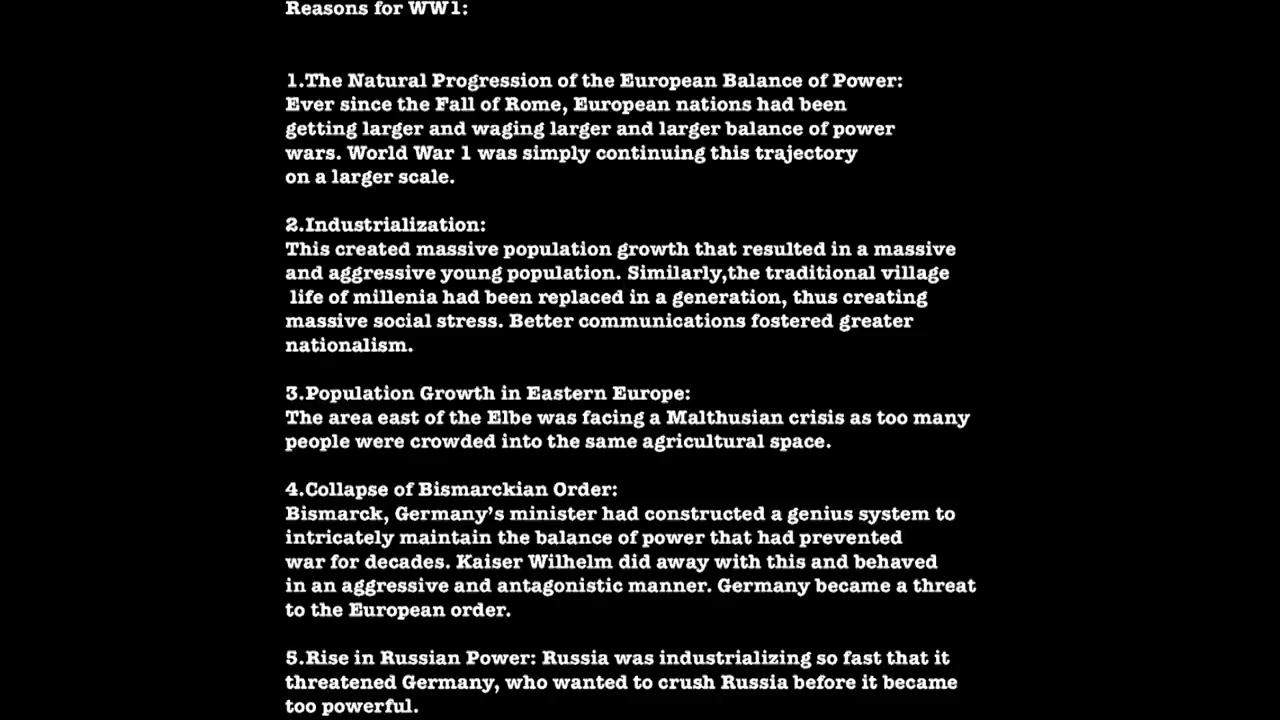 Reasons for WW1:
1.The Natural Progression of the European Balance of Power:
Ever since the Fall of Rome, European nations had been
getting larger and waging larger and larger balance of power
wars. World War 1 was simply continuing this trajectory
on a larger scale.
2.Industrialization:
This created massive population growth that resulted in a massive
and aggressive young population. Similarly,the traditional village
life of millenia had been replaced in a generation, thus creating
massive social stress. Better communications fostered greater
nationalism.
3.Population Growth in Eastern Europe:
The area east of the Elbe was facing a Malthusian crisis as too many
people were crowded into the same agricultural space.
4.Collapse of Bismarckian Order:
Bismarck, Germany’s minister had constructed a genius system to
intricately maintain the balance of power that had prevented
war for decades. Kaiser Wilhelm did away with this and behaved
in an aggressive and antagonistic manner. Germany became a threat
to the European order.
5.Rise in Russian Power: Russia was industrializing so fast that it
threatened Germany, who wanted to crush Russia before it became
too powerful.